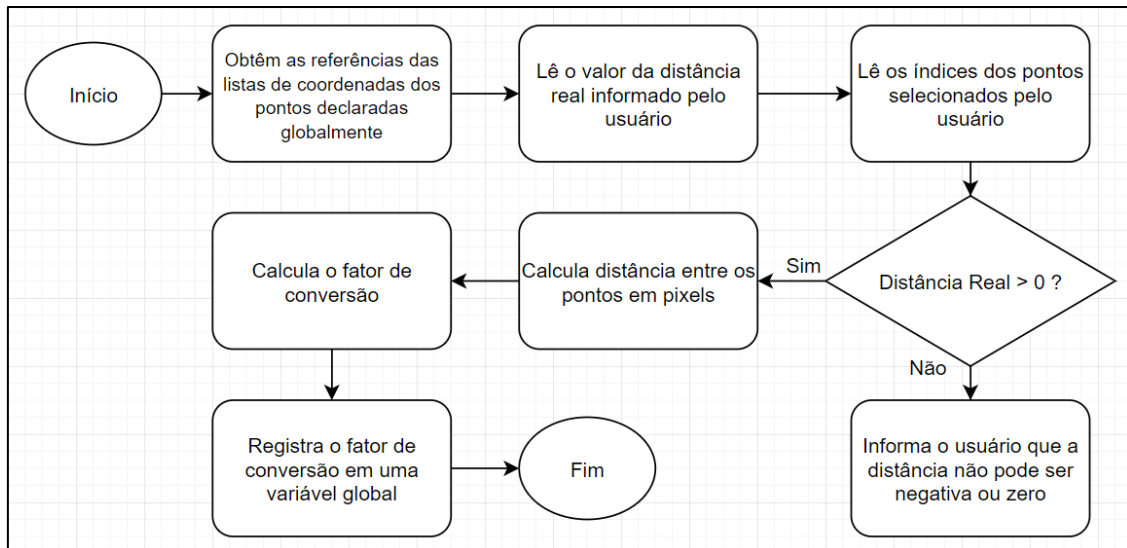 Início
Obtêm as referências das
listas de coordenadas dos
pontos declaradas
globalmente
Lê o valor da distância
real informado pelo
usuário
Lê os índices dos pontos
selecionados pelo
usuário
Distância Real > 0 ?
Sim
Calcula distância entre os
pontos em pixels
Calcula o fator de
conversão
Não
Registra o fator de
conversão em uma
variável global
Fim
Informa o usuário que a
distância não pode ser
negativa ou zero